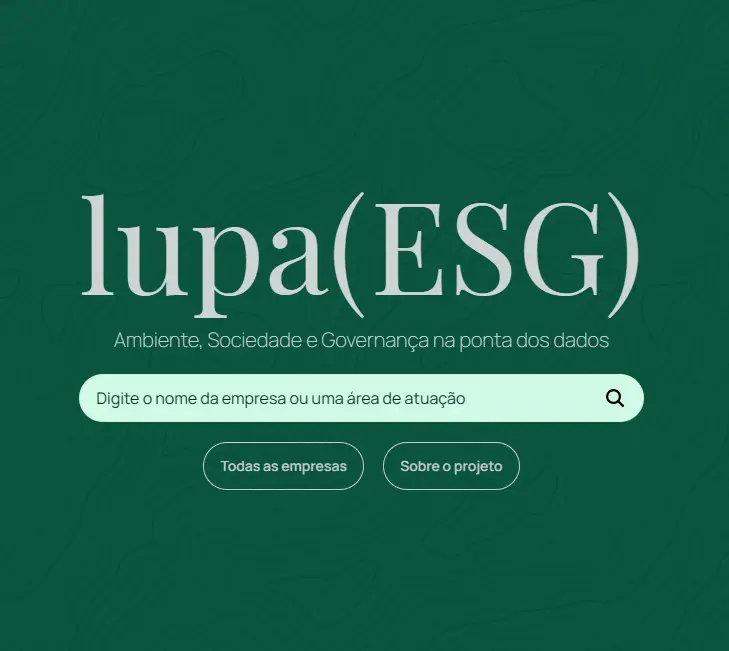 lupa(ESG)
Ambiente, Sociedade e Governança na ponta dos dados
Digite o nome da empresa ou uma área de atuação
Todas as empresas
Sobre o projeto